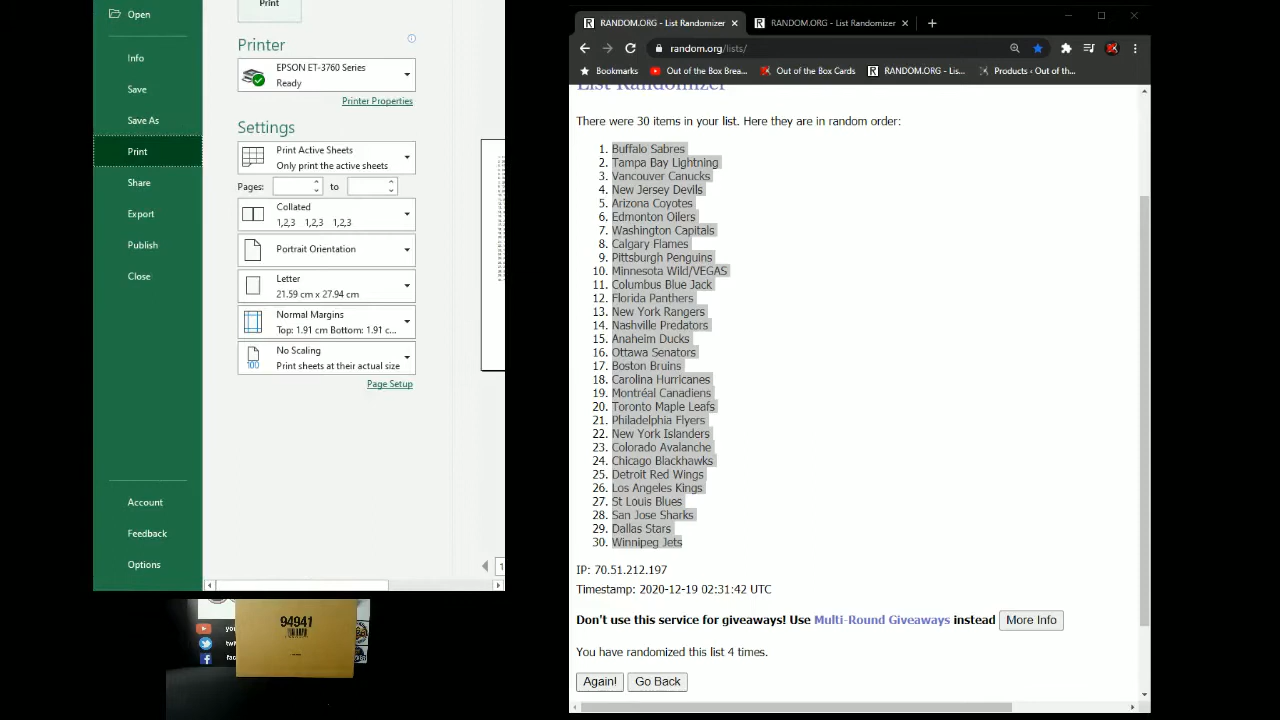 Open
Info
Save
Save As
Print
Share
Export
Publish
Close
Account
Feedback
Options
Print
Printer
EPSON ET-3760 Series
Ready
Printer Properties
Settings
Print Active Sheets
Only print the active sheets
Pages: to
Collated
1,2,3 1,2,3 1,2,3
Portrait Orientation
Letter
21.59 cm x 27.94 cm
Normal Margins
Top: 1.91 cm Bottom: 1.91 c...
No Scaling
100
Print sheets at their actual size
Page Setup
1
94941
RANDOM.ORG - List Randomizer
RANDOM.ORG - List Randomizer
random.org/lists/
Bookmarks
Out of the Box Brea...
Out of the Box Cards
RANDOM.ORG - Lis...
Products ‹ Out of th...
List Randomizer
There were 30 items in your list. Here they are in random order:
1. Buffalo Sabres
2. Tampa Bay Lightning
3. Vancouver Canucks
4. New Jersey Devils
5. Arizona Coyotes
6. Edmonton Oilers
7. Washington Capitals
8. Calgary Flames
9. Pittsburgh Penguins
10. Minnesota Wild/VEGAS
11. Columbus Blue Jack
12. Florida Panthers
13. New York Rangers
14. Nashville Predators
15. Anaheim Ducks
16. Ottawa Senators
17. Boston Bruins
18. Carolina Hurricanes
19. Montréal Canadiens
20. Toronto Maple Leafs
21. Philadelphia Flyers
22. New York Islanders
23. Colorado Avalanche
24. Chicago Blackhawks
25. Detroit Red Wings
26. Los Angeles Kings
27. St Louis Blues
28. San Jose Sharks
29. Dallas Stars
30. Winnipeg Jets
IP: 70.51.212.197
Timestamp: 2020-12-19 02:31:42 UTC
Don't use this service for giveaways! Use Multi-Round Giveaways instead More Info
You have randomized this list 4 times.
Again! Go Back